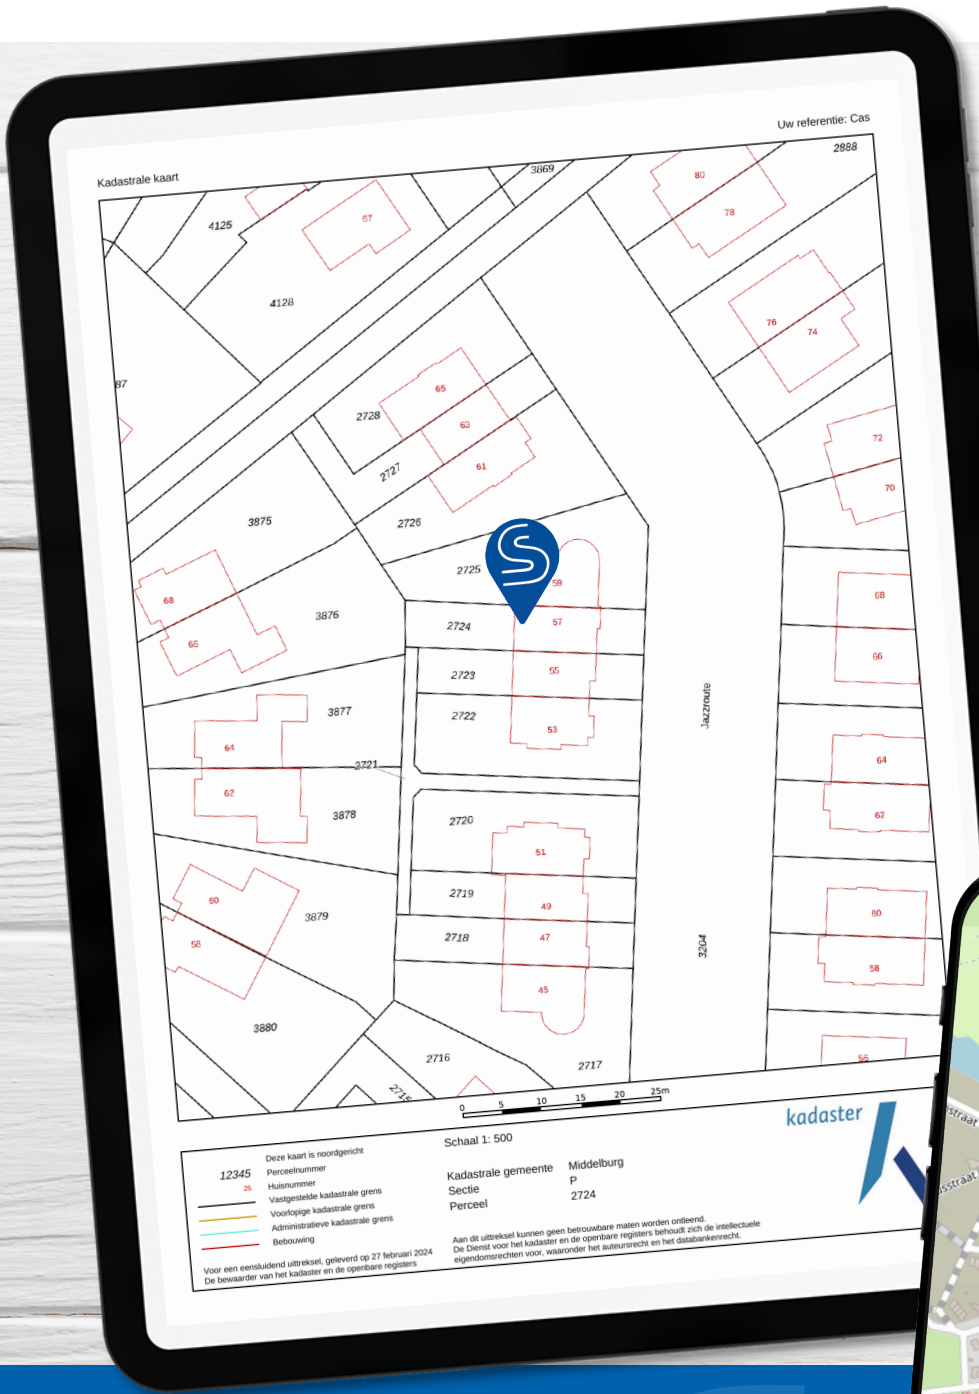 Uw referentie: Cas
Kadastrale kaart
2888
3869
80
4125
67
78
4128
76
74
87
65
2728
63
72
61
2727
70
3875
2726
2725
59
68
68
3876
2724
57
66
55
66
2723
3877
2722
53
Jazzroute
64
64
2721
62
3878
2720
62
51
60
2719
49
3879
60
58
2718
47
3204
58
45
3880
2716
2717
55
2715
0 5 10 15 20 25m
Schaal 1: 500
kadaster
Deze kaart is noordgericht
12345 Perceelnummer
25 Huisnummer
Vastgestelde kadastrale grens
Voorlopige kadastrale grens
Administratieve kadastrale grens
Bebouwing
Kadastrale gemeente Middelburg
Sectie P
Perceel 2724
Voor een eensluidend uittreksel, geleverd op 27 februari 2024
De bewaarder van het kadaster en de openbare registers
Aan dit uittreksel kunnen geen betrouwbare maten worden ontleend.
De Dienst voor het kadaster en de openbare registers behoudt zich de intellectuele
eigendomsrechten voor, waaronder het auteursrecht en het databankenrecht.